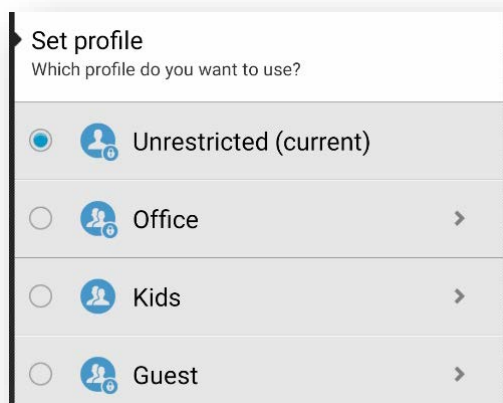 Set profile
Which profile do you want to use?
Unrestricted (current)
Office
Kids
Guest